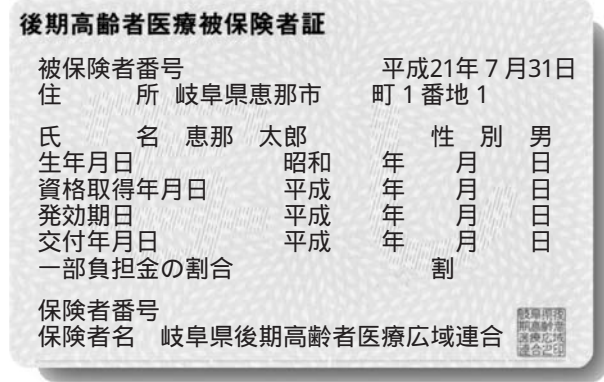 後期高齢者医療被保険者証
被保険者番号 平成21年7月31日
住 所 岐阜県恵那市 町1番地1
氏 名 恵那 太郎 性 別 男
生年月日 昭和 年 月 日
資格取得年月日 平成 年 月 日
発効期日 平成 年 月 日
交付年月日 平成 年 月 日
一部負担金の割合 割
保険者番号
保険者名 岐阜県後期高齢者医療広域連合